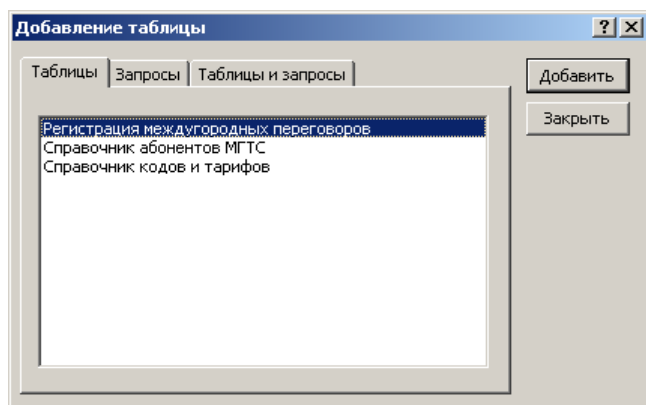 Добавление таблицы
Таблицы Запросы Таблицы и запросы
Добавить
Закрыть
Регистрация междугородных переговоров
Справочник абонентов МГТС
Справочник кодов и тарифов